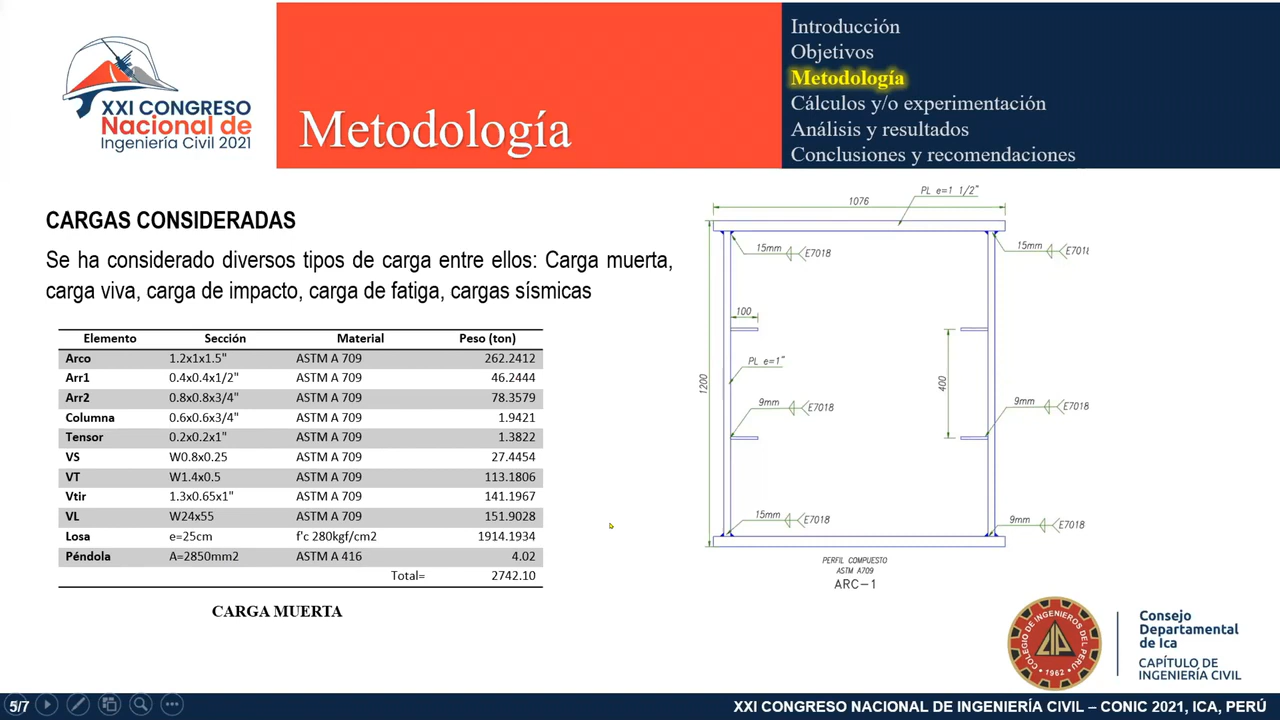 XXI CONGRESO
Nacional de
Ingeniería Civil 2021
Metodología
Introducción
Objetivos
Metodología
Cálculos y/o experimentación
Análisis y resultados
Conclusiones y recomendaciones
CARGAS CONSIDERADAS
Se ha considerado diversos tipos de carga entre ellos: Carga muerta,
carga viva, carga de impacto, carga de fatiga, cargas sísmicas
Elemento Sección Material Peso (ton)
Arco 1.2x1x1.5" ASTM A 709 262.2412
Arr1 0.4x0.4x1/2" ASTM A 709 46.2444
Arr2 0.8x0.8x3/4" ASTM A 709 78.3579
Columna 0.6x0.6x3/4" ASTM A 709 1.9421
Tensor 0.2x0.2x1" ASTM A 709 1.3822
VS W0.8x0.25 ASTM A 709 27.4454
VT W1.4x0.5 ASTM A 709 113.1806
Vtir 1.3x0.65x1" ASTM A 709 141.1967
VL W24x55 ASTM A 709 151.9028
Losa e=25cm f'c 280kgf/cm2 1914.1934
Péndola A=2850mm2 ASTM A 416 4.02
Total= 2742.10
CARGA MUERTA
PL e=1 1/2"
1076
15mm E7018
15mm E701
100
PL e=1"
1200
400
9mm E7018
9mm E7018
15mm E7018
9mm E7018
PERFIL COMPUESTO
ASTM A709
ARC-1
COLEGIO DE INGENIEROS DEL PERÚ
CIP
1962
Consejo
Departamental
de Ica
CAPÍTULO DE
INGENIERÍA CIVIL
5/7
XXI CONGRESO NACIONAL DE INGENIERÍA CIVIL – CONIC 2021, ICA, PERÚ